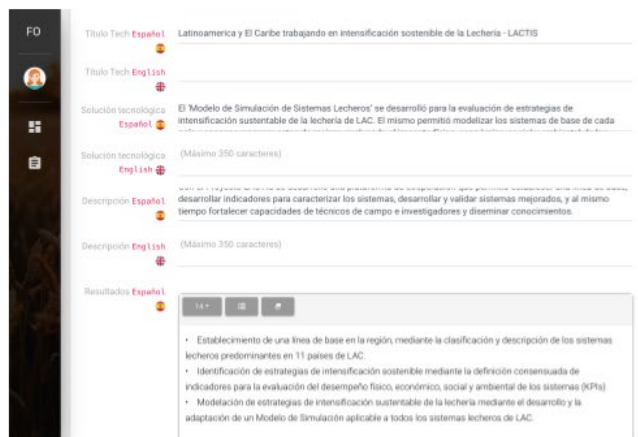 FO
Título Tech Español
Latinoamerica y El Caribe trabajando en intensificación sostenible de la Lechería - LACTIS
Título Tech English
Solución tecnológica
Español
El 'Modelo de Simulación de Sistemas Lecheros' se desarrolló para la evaluación de estrategias de
intensificación sustentable de la lechería de LAC. El mismo permitió modelizar los sistemas de base de cada
Solución tecnológica
English
(Máximo 350 caracteres)
Descripción Español
desarrollar indicadores para caracterizar los sistemas, desarrollar y validar sistemas mejorados, y al mismo
tiempo fortalecer capacidades de técnicos de campo e investigadores y diseminar conocimientos.
Descripción English
(Máximo 350 caracteres)
Resultados Español
14
• Establecimiento de una línea de base en la región, mediante la clasificación y descripción de los sistemas
lecheros predominantes en 11 países de LAC.
• Identificación de estrategias de intensificación sostenible mediante la definición consensuada de
indicadores para la evaluación del desempeño físico, económico, social y ambiental de los sistemas (KPIs)
• Modelación de estrategias de intensificación sustentable de la lechería mediante el desarrollo y la
adaptación de un Modelo de Simulación aplicable a todos los sistemas lecheros de LAC.